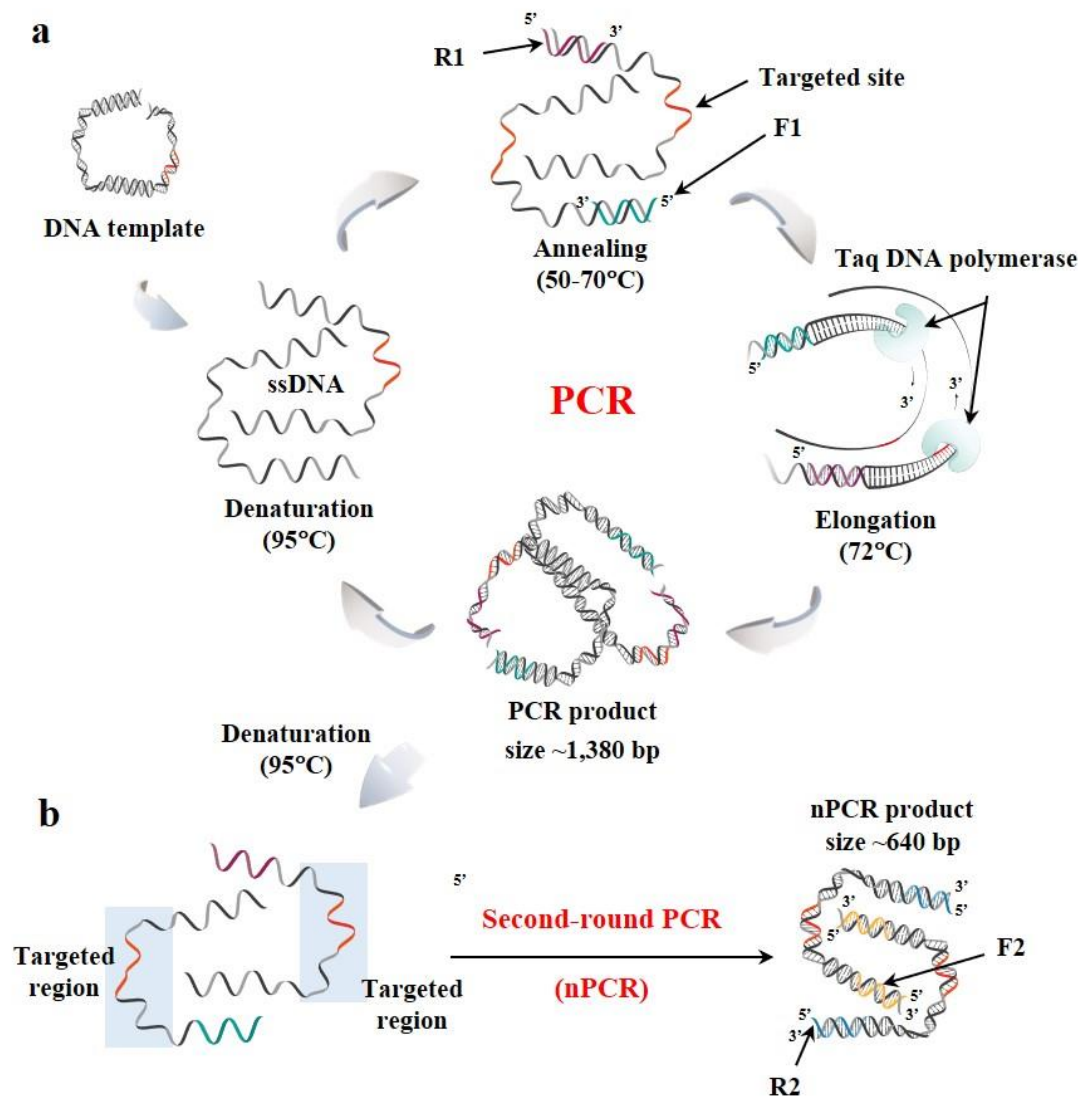 a
5’
3’
R1
Targeted site
F1
3’
5’
Annealing
(50-70°C)
DNA template
Taq DNA polymerase
5’
3’
3’
5’
ssDNA
PCR
Denaturation
(95°C)
Elongation
(72°C)
PCR product
size ~1,380 bp
Denaturation
(95°C)
b
nPCR product
size ~640 bp
5’
Second-round PCR
(nPCR)
Targeted
region
Targeted
region
3’
5’
3’
5’
F2
5’
3’
5’
3’
R2